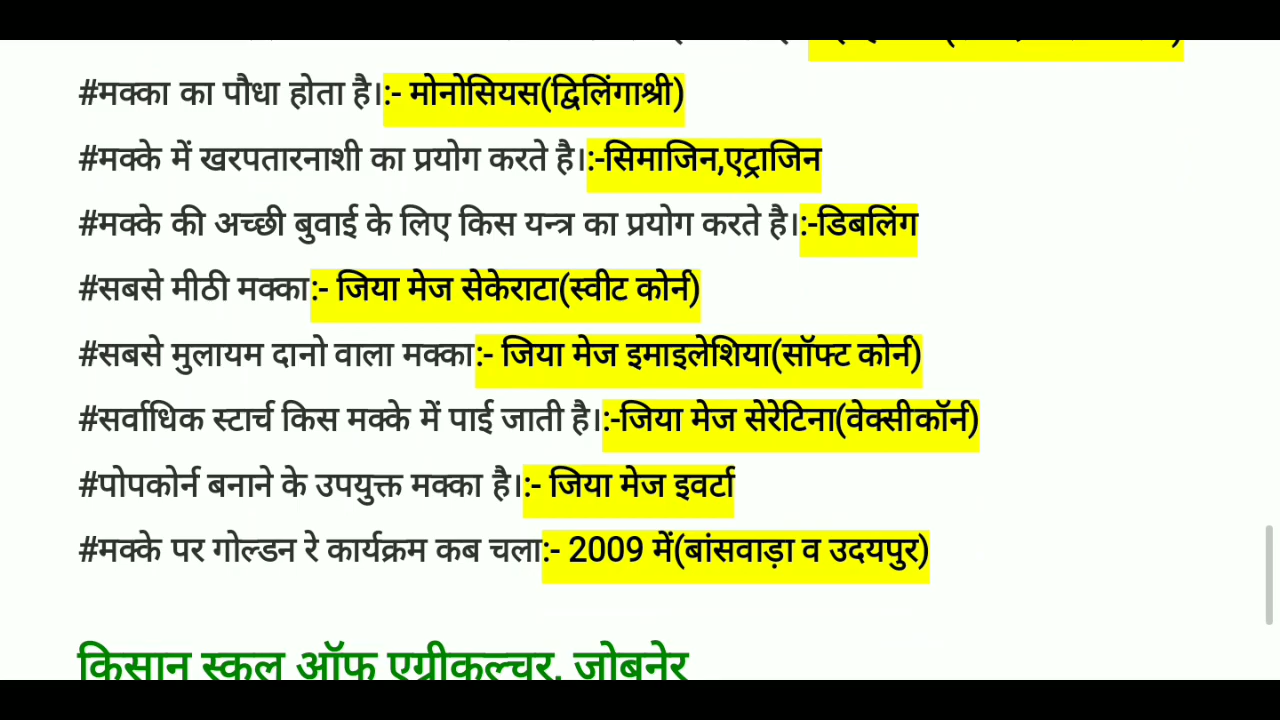 #मक्का का पौधा होता है।:- मोनोसियस(द्विलिंगाश्री)
#मक्के में खरपतारनाशी का प्रयोग करते है।:-सिमाजिन,एट्राजिन
#मक्के की अच्छी बुवाई के लिए किस यन्त्र का प्रयोग करते है।:-डिबलिंग
#सबसे मीठी मक्का:- जिया मेज सेकेराटा(स्वीट कोर्न)
#सबसे मुलायम दानो वाला मक्का:- जिया मेज इमाइलेशिया(सॉफ्ट कोर्न)
#सर्वाधिक स्टार्च किस मक्के में पाई जाती है।:-जिया मेज सेरेटिना(वेक्सीकॉर्न)
#पोपकोर्न बनाने के उपयुक्त मक्का है।:- जिया मेज इवर्टा
#मक्के पर गोल्डन रे कार्यक्रम कब चला:- 2009 में(बांसवाड़ा व उदयपुर)
किसान स्कूल ऑफ एग्रीकल्चर, जोबनेर